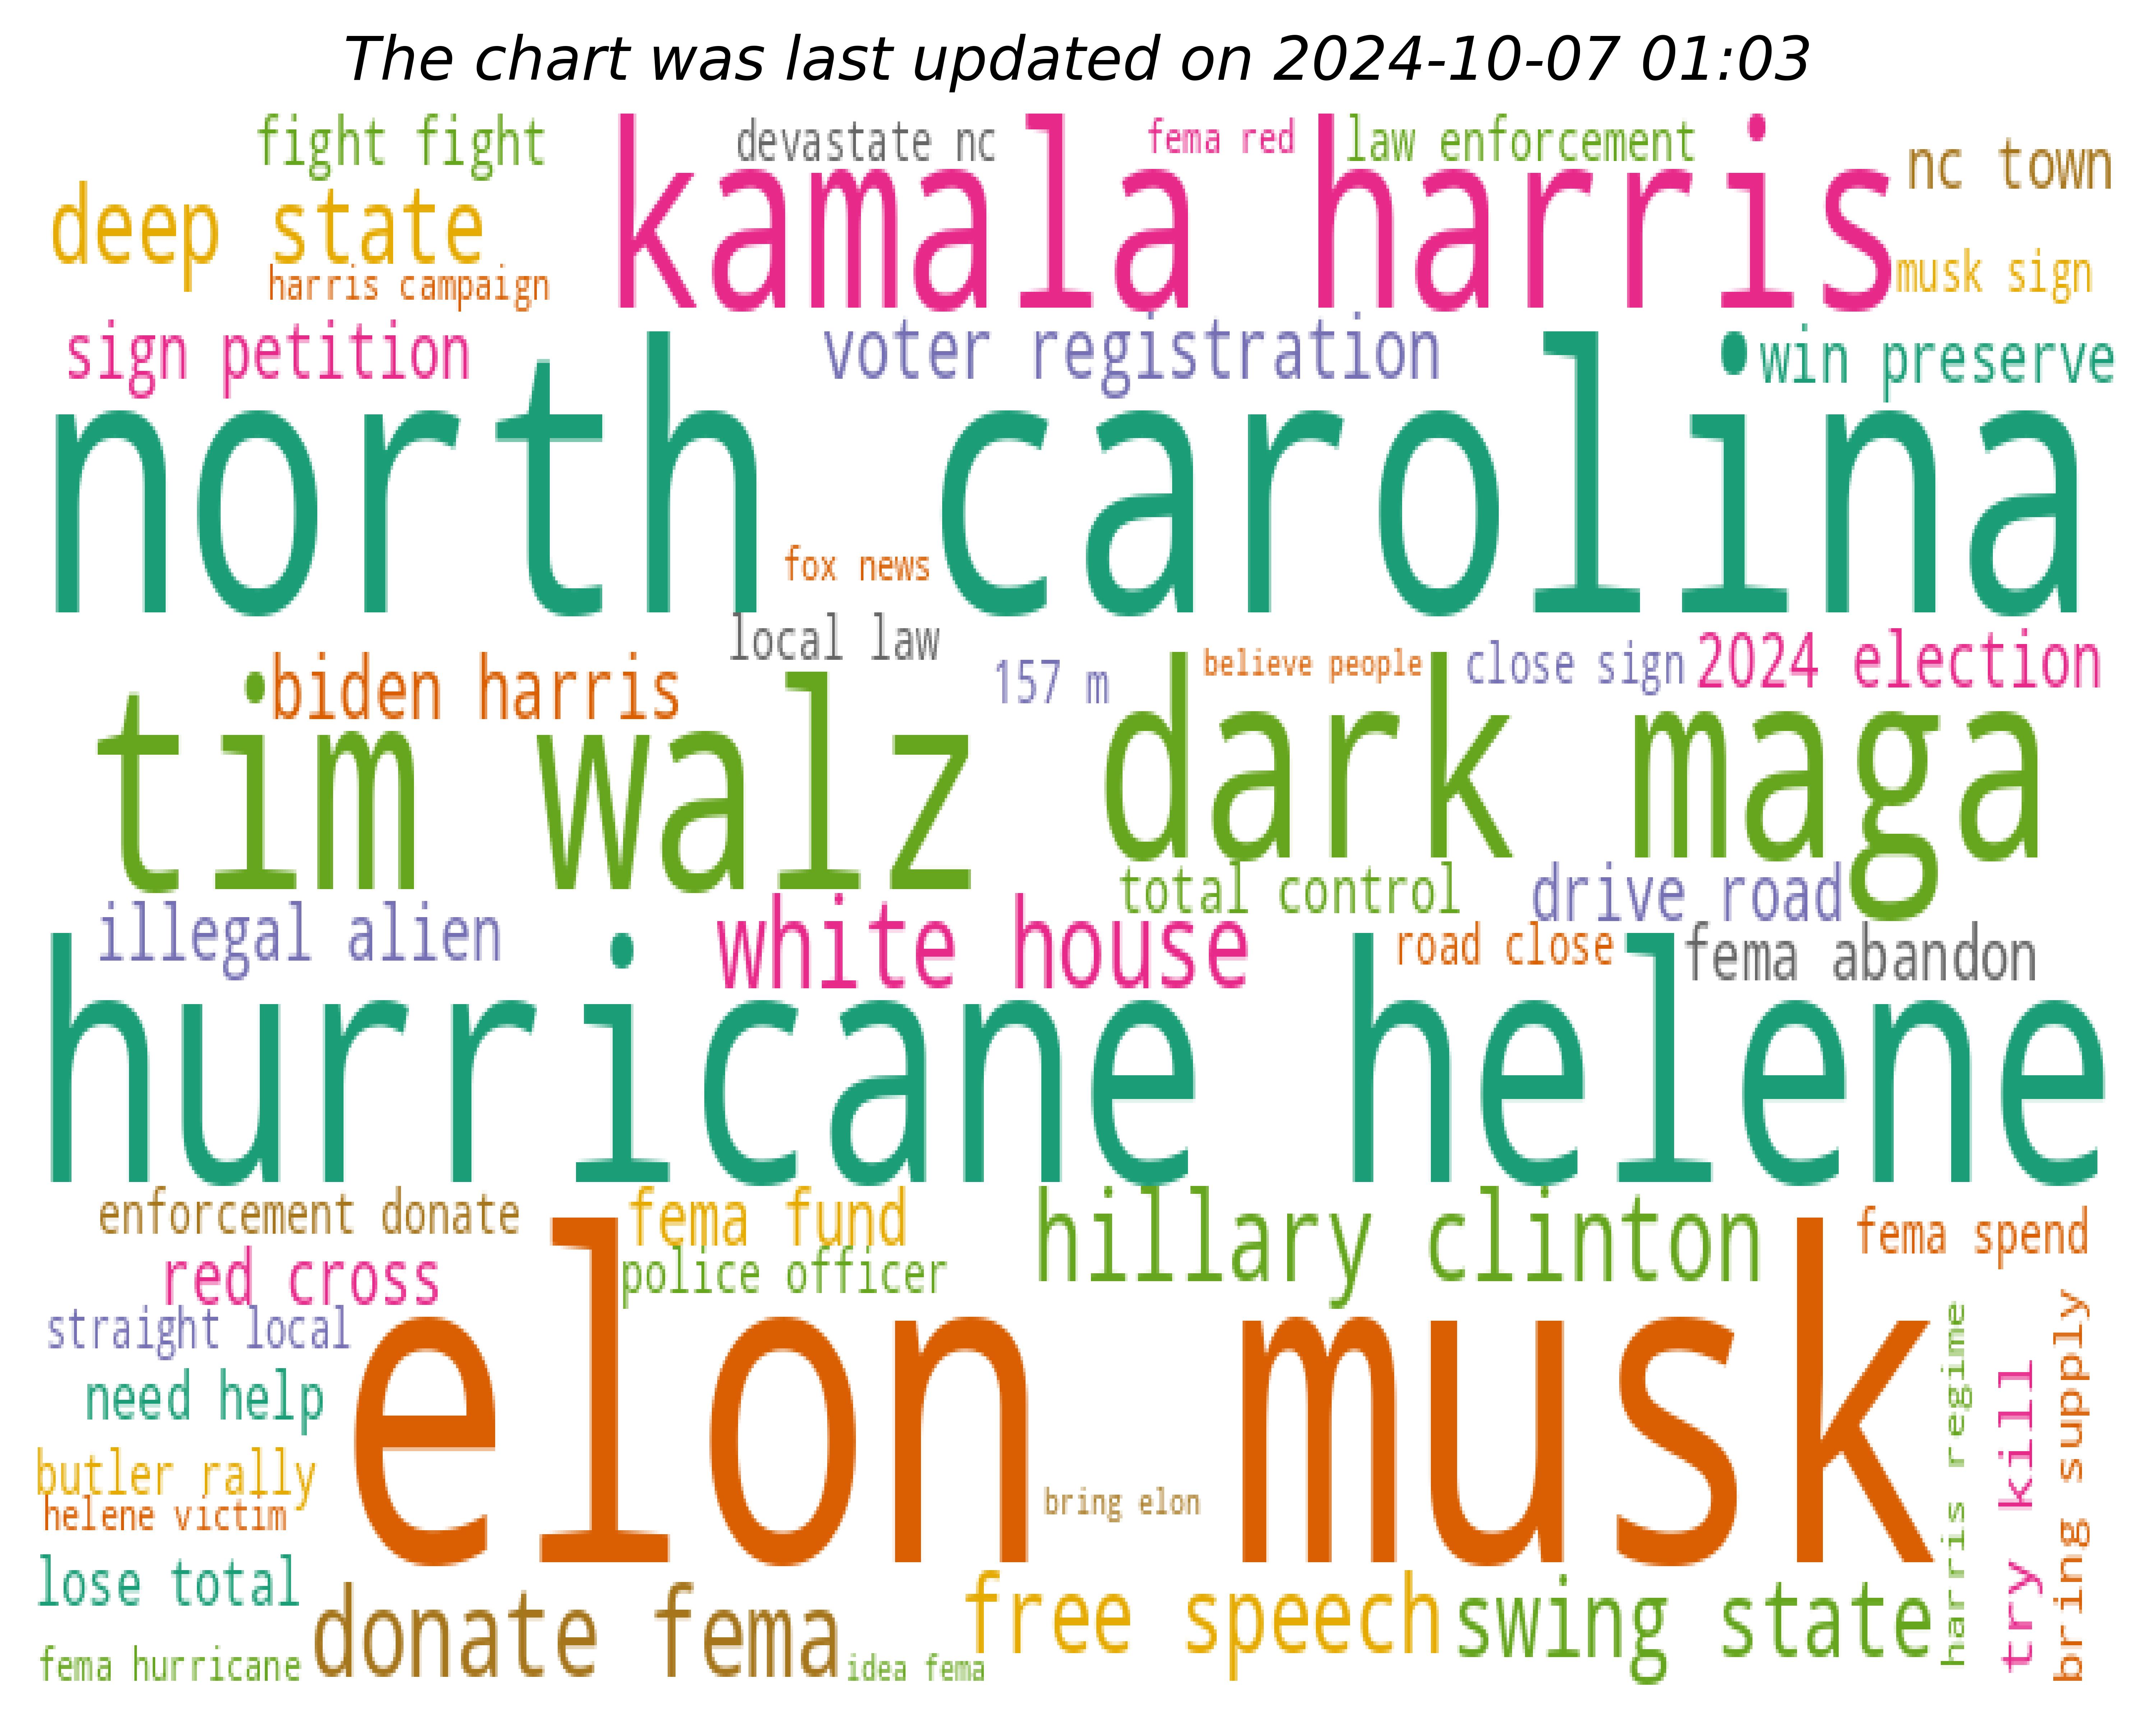 The chart was last updated on 2024-10-07 01:03
fight fight
devastate nc
fema red
law enforcement
nc town
kamala harris
deep state
harris campaign
musk sign
sign petition
voter registration
win preserve
north carolina
fox news
local law
biden harris
157 m
believe people
close sign
2024 election
tim walz
dark maga
total control
drive road
illegal alien
white house
road close
fema abandon
hurricane helene
enforcement donate
fema fund
hillary clinton
fema spend
red cross
police officer
straight local
elon musk
need help
butler rally
helene victim
bring elon
lose total
donate fema
free speech
swing state
fema hurricane
idea fema
harris regime
try kill
bring supply